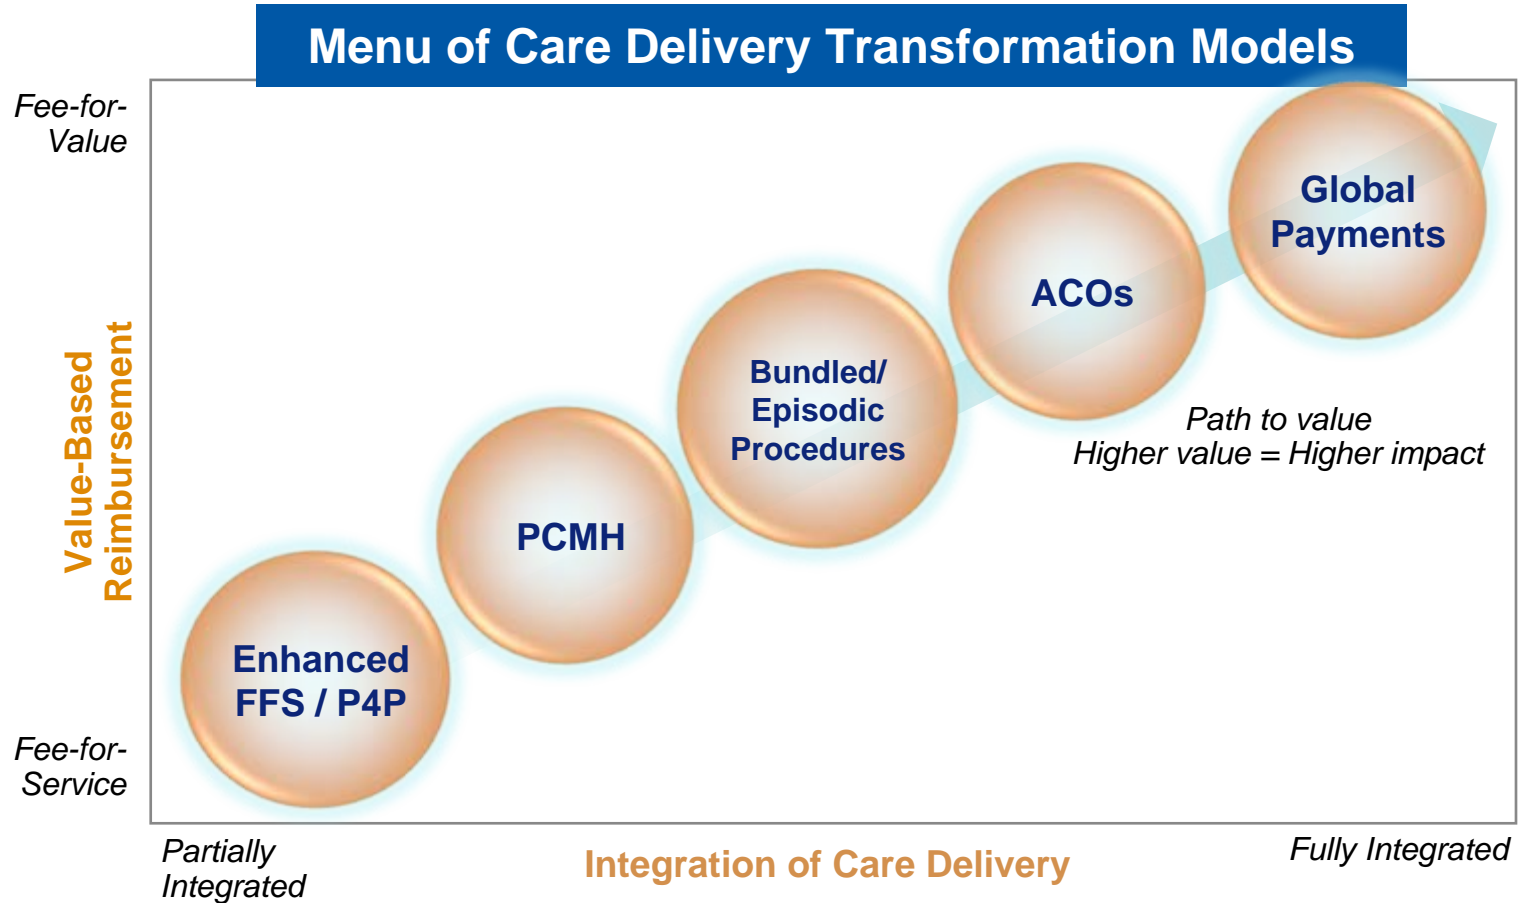 Menu of Care Delivery Transformation Models
Fee-for-
Value
Global
Payments
ACOs
Bundled/
Episodic
Procedures
Path to value
Higher value = Higher impact
PCMH
Value-Based
Reimbursement
Enhanced
FFS / P4P
Fee-for-
Service
Partially
Integrated
Integration of Care Delivery
Fully Integrated